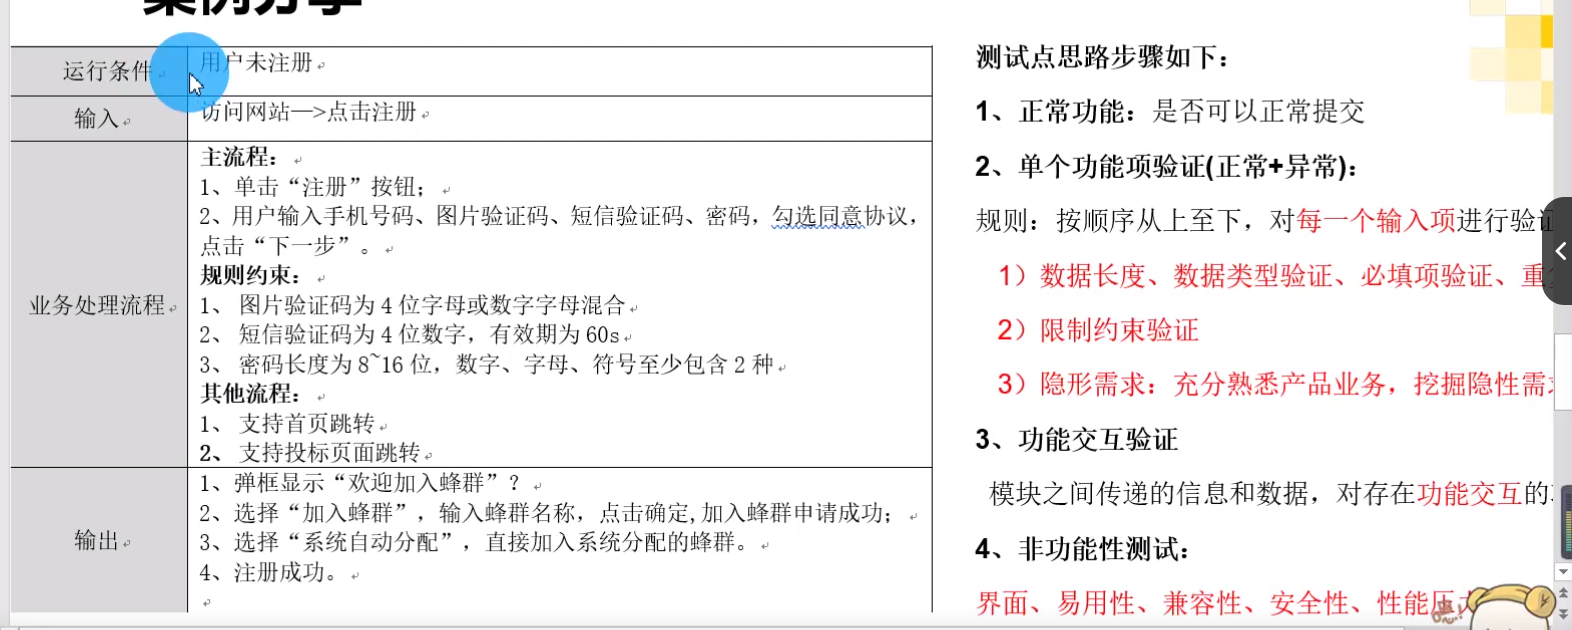 案例分享
运行条件
用户未注册
输入
访问网站—>点击注册
业务处理流程
主流程：
1、单击“注册”按钮；
2、用户输入手机号码、图片验证码、短信验证码、密码，勾选同意协议，
点击“下一步”。
规则约束：
1、 图片验证码为 4 位字母或数字字母混合
2、 短信验证码为 4 位数字，有效期为 60s
3、 密码长度为 8~16 位，数字、字母、符号至少包含 2 种
其他流程：
1、 支持首页跳转
2、 支持投标页面跳转
输出
1、弹框显示“欢迎加入蜂群”？
2、选择“加入蜂群”，输入蜂群名称，点击确定,加入蜂群申请成功；
3、选择“系统自动分配”，直接加入系统分配的蜂群。
4、注册成功。
测试点思路步骤如下：
1、正常功能：是否可以正常提交
2、单个功能项验证(正常+异常)：
规则：按顺序从上至下，对每一个输入项进行验证
1）数据长度、数据类型验证、必填项验证、重
2）限制约束验证
3）隐形需求：充分熟悉产品业务，挖掘隐性需求
3、功能交互验证
模块之间传递的信息和数据，对存在功能交互的
4、非功能性测试：
界面、易用性、兼容性、安全性、性能压